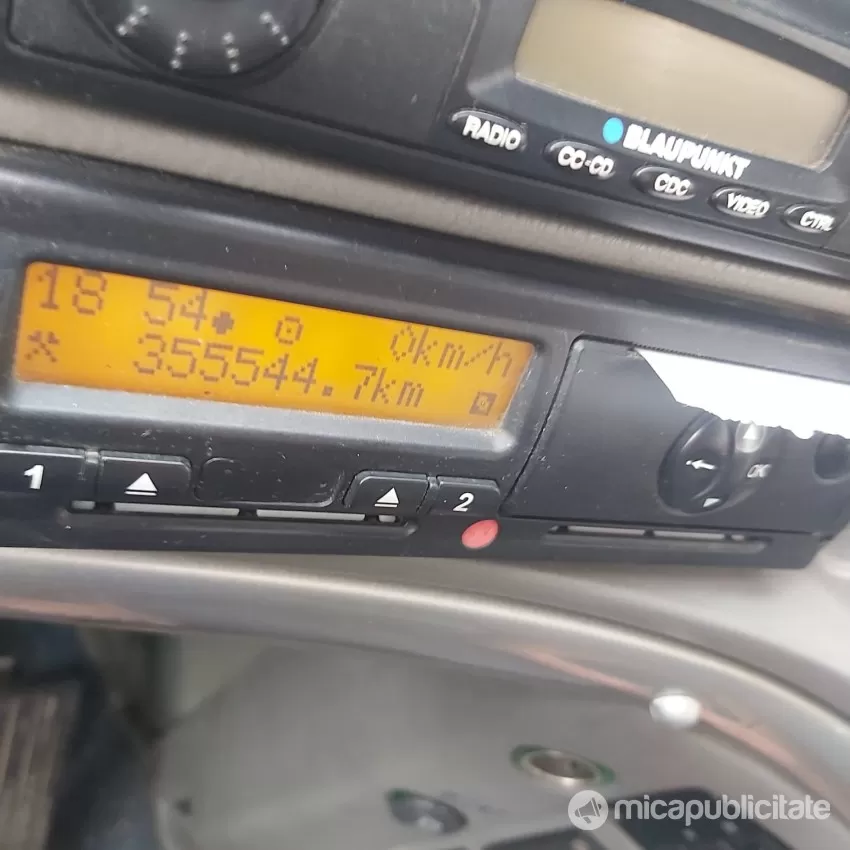 RADIO
CC-CD
BLAUPUNKT
CDC
VIDEO
CTRL
18 54
0km/h
355544.7km
1
2
OK
micapublicitate